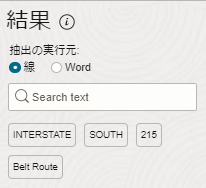 結果
抽出の実行元:
線 Word
Search text
INTERSTATE SOUTH 215
Belt Route